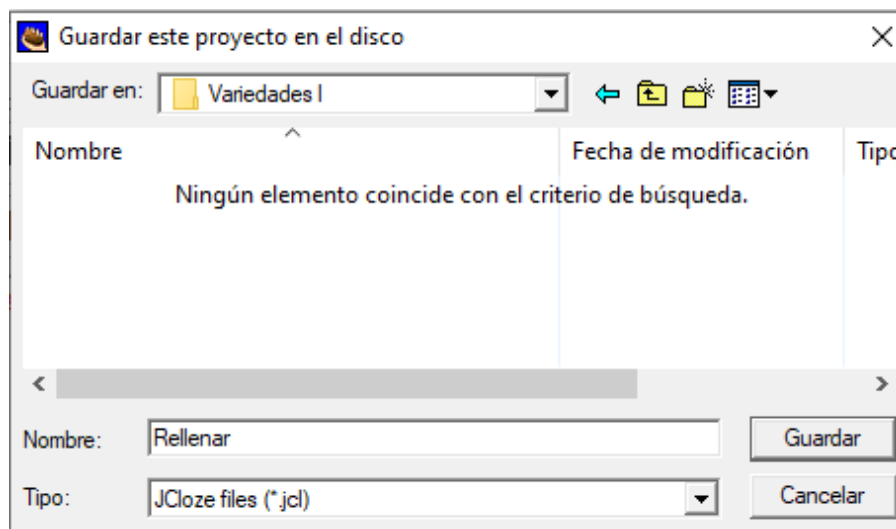 Guardar este proyecto en el disco
Guardar en: Variedades I
Nombre Fecha de modificación Tipo
Ningún elemento coincide con el criterio de búsqueda.
Nombre: Rellenar Guardar
Tipo: JCloze files (*.jcl) Cancelar